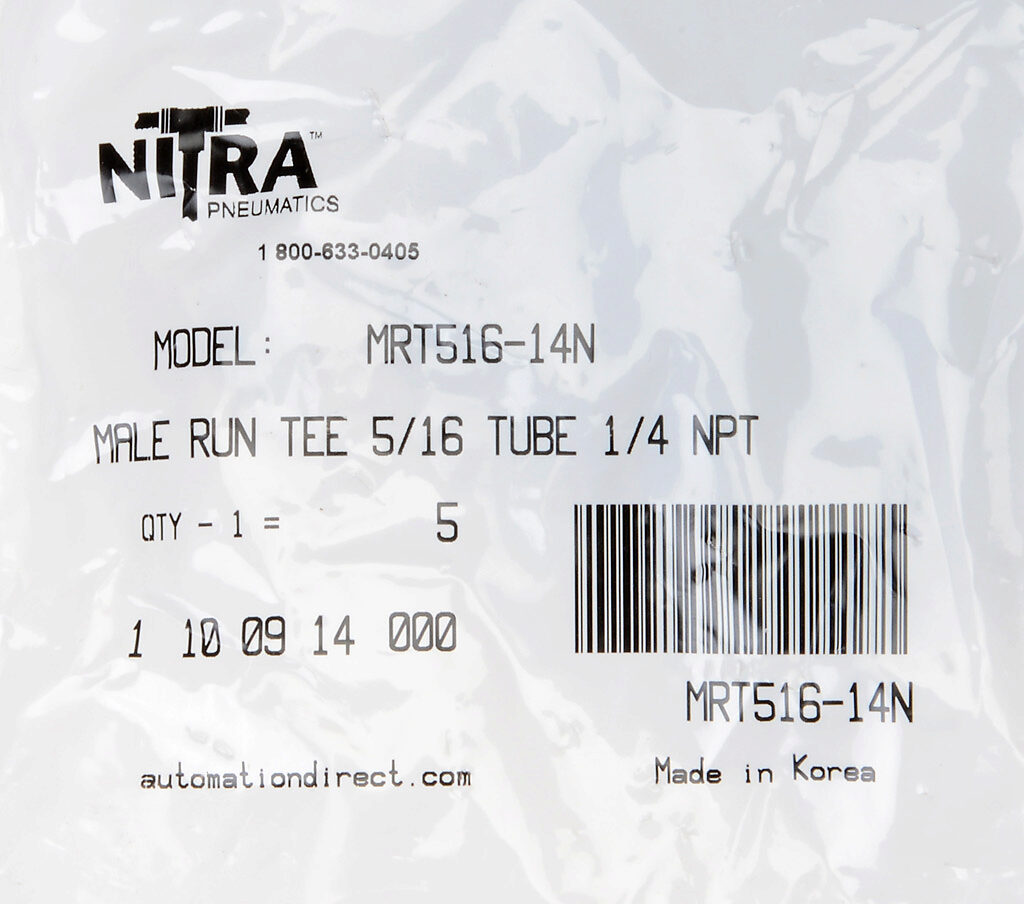 NITRA™
PNEUMATICS
1 800-633-0405
MODEL: MRT516-14N
MALE RUN TEE 5/16 TUBE 1/4 NPT
QTY - 1 = 5
1 10 09 14 000
MRT516-14N
automationdirect.com Made in Korea